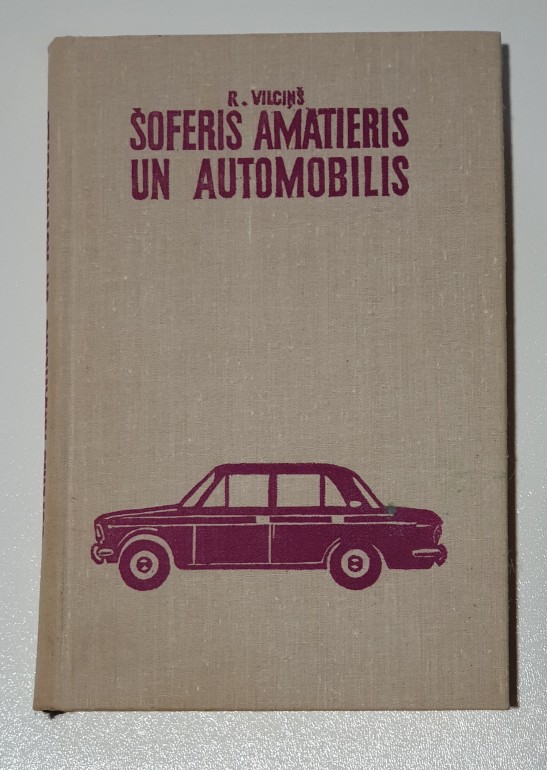 R. VILCIŅŠ
ŠOFERIS AMATIERIS
UN AUTOMOBILIS